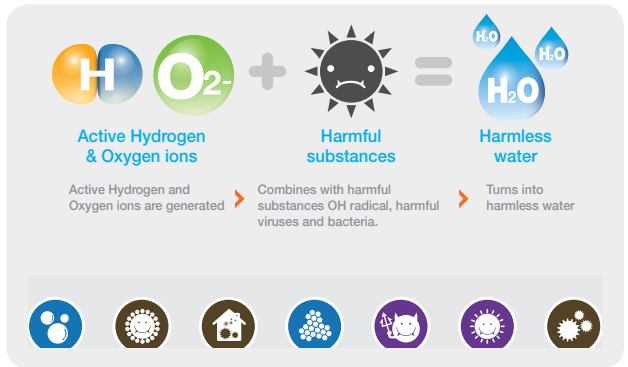 H O2- + = H2O H2O H2O
Active Hydrogen
& Oxygen ions
Harmful
substances
Harmless
water
Active Hydrogen and
Oxygen ions are generated
Combines with harmful
substances OH radical, harmful
viruses and bacteria.
Turns into
harmless water